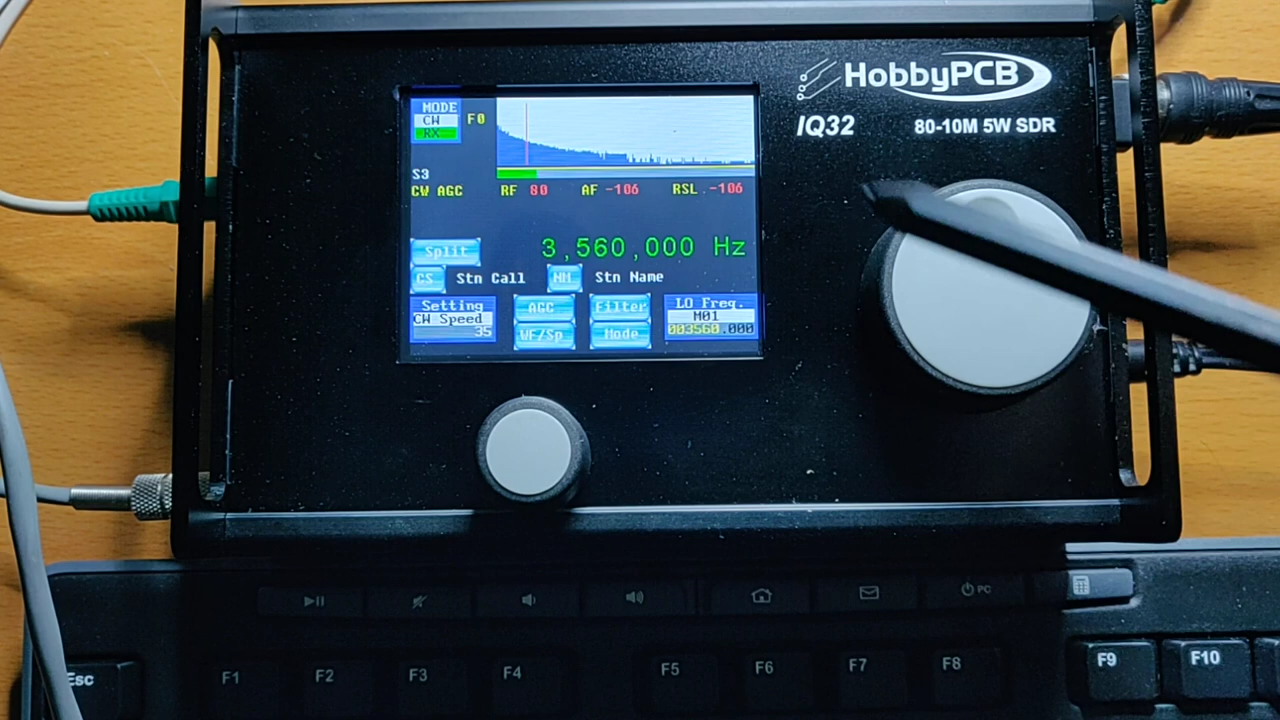 HobbyPCB
IQ32 80-10M 5W SDR
MODE
CW
RX
F0
S3
CW AGC RF 80 AF -106 RSL -106
Split 3,560,000 Hz
CS Stn Call NM Stn Name
Setting
CW Speed
35
AGC
Filter
WF/Sp
Mode
LO Freq.
M01
003560.000
PC
Esc F1 F2 F3 F4 F5 F6 F7 F8 F9 F10